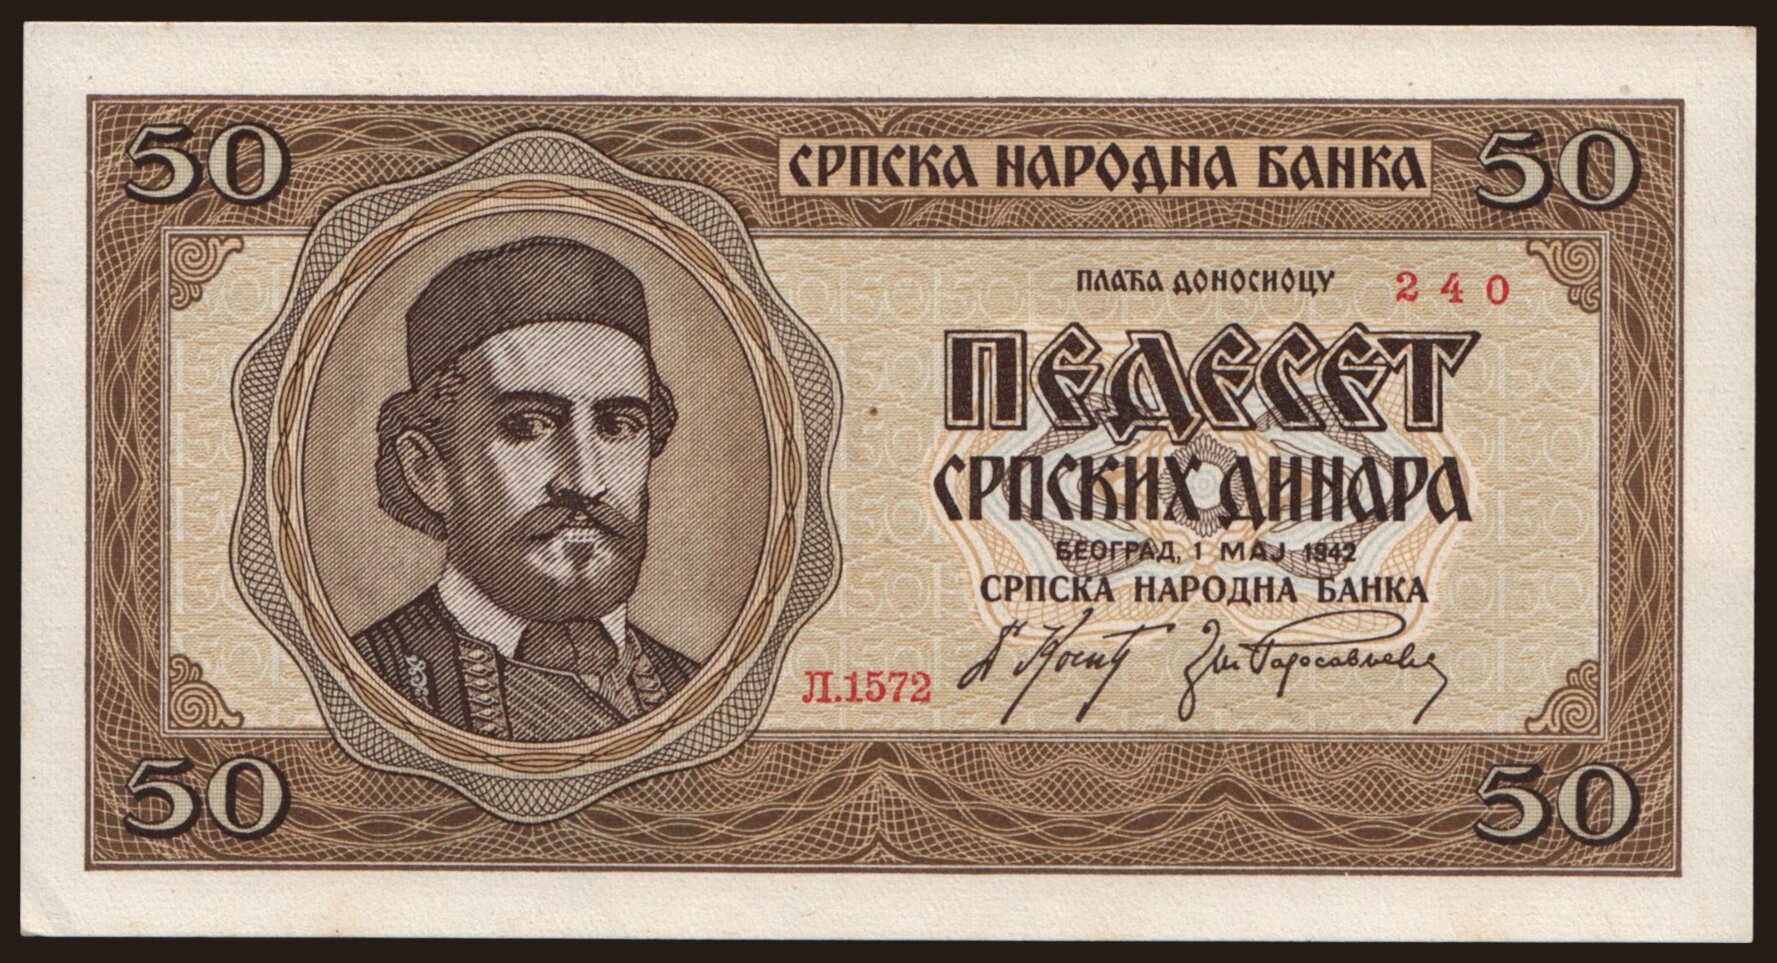 50
СРПСКА НАРОДНА БАНКА
50
ПЛАЋА ДОНОСИОЦУ
240
ПЕДЕСЕТ
СРПСКИХ ДИНАРА
БЕОГРАД, 1 МАЈ 1942
СРПСКА НАРОДНА БАНКА
Л.1572
50
50